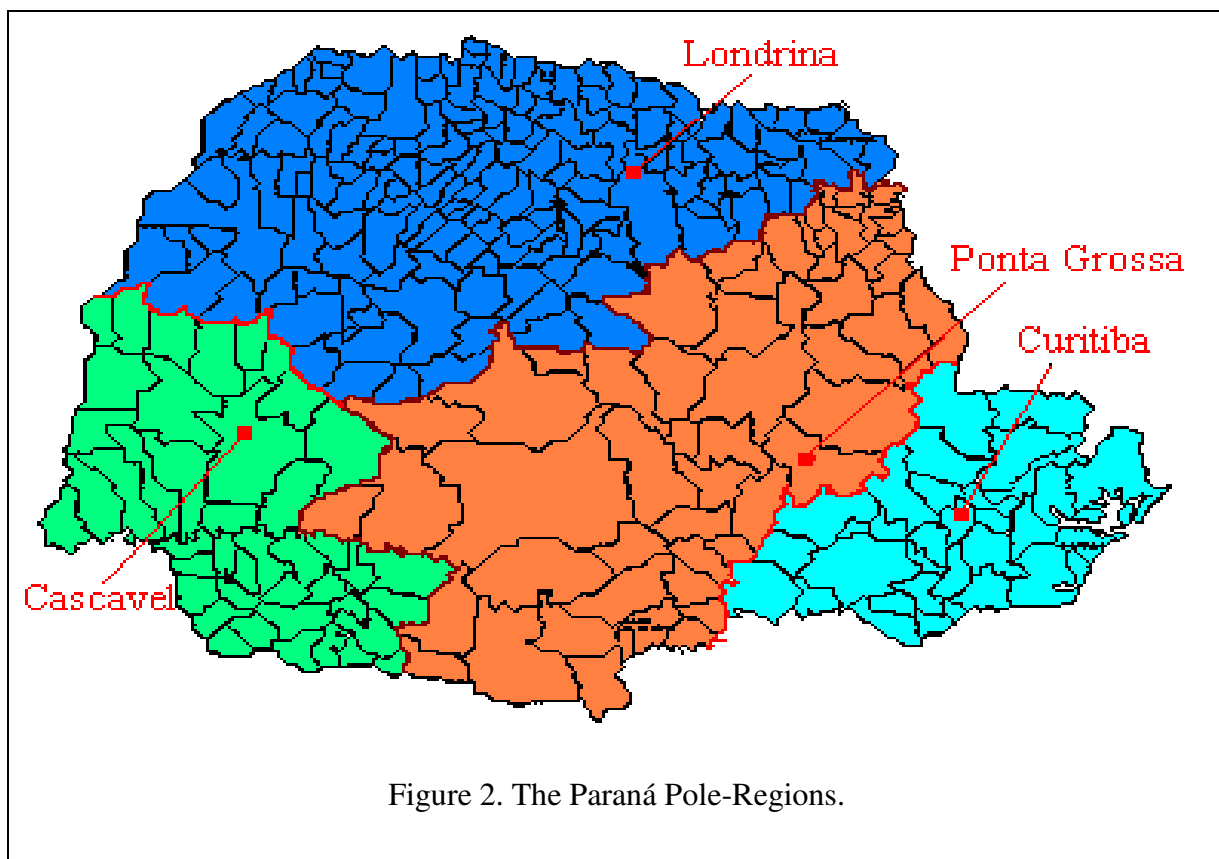 Londrina
Ponta Grossa
Curitiba
Cascavel
Figure 2. The Paraná Pole-Regions.